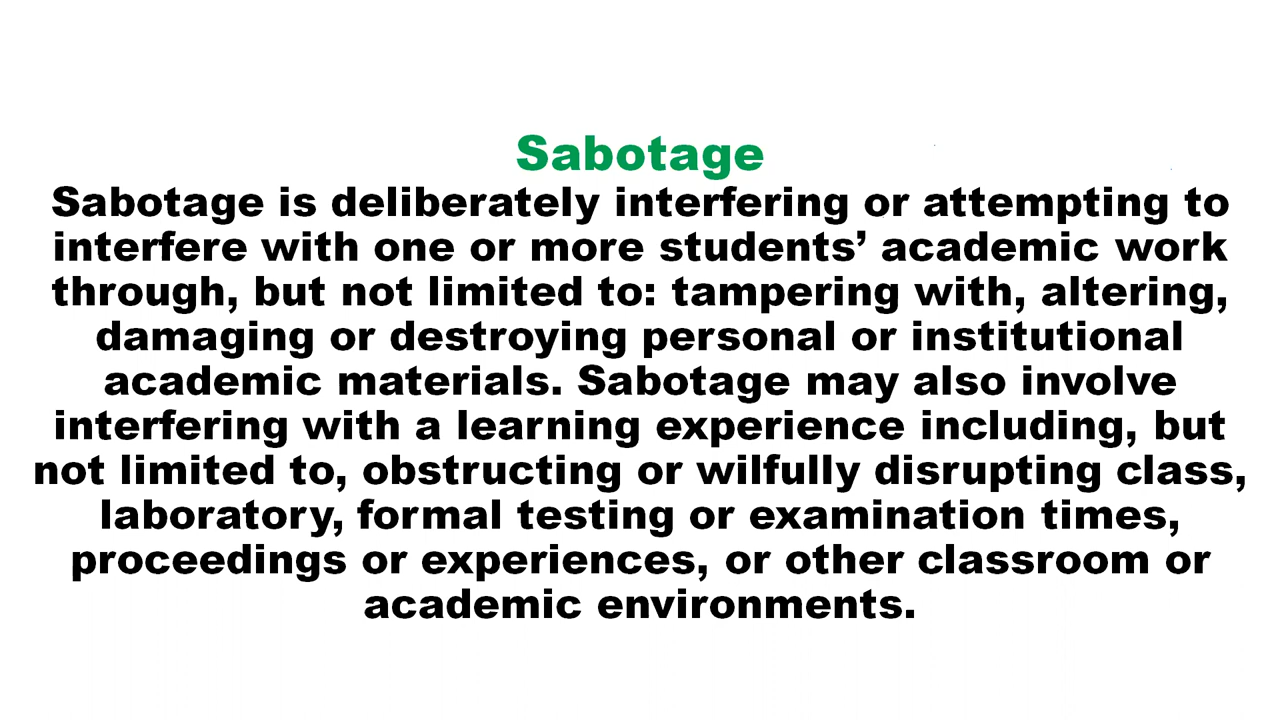 Sabotage
Sabotage is deliberately interfering or attempting to
interfere with one or more students’ academic work
through, but not limited to: tampering with, altering,
damaging or destroying personal or institutional
academic materials. Sabotage may also involve
interfering with a learning experience including, but
not limited to, obstructing or wilfully disrupting class,
laboratory, formal testing or examination times,
proceedings or experiences, or other classroom or
academic environments.